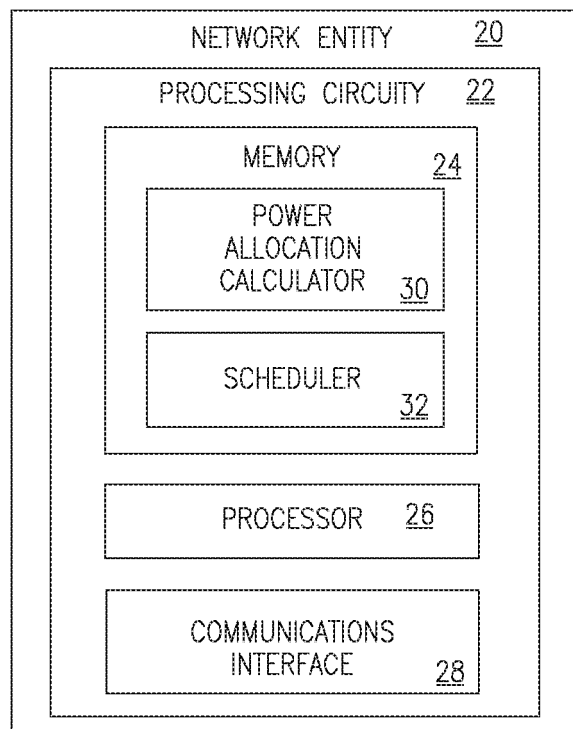 NETWORK ENTITY 20
PROCESSING CIRCUITY 22
MEMORY 24
POWER
ALLOCATION
CALCULATOR 30
SCHEDULER 32
PROCESSOR 26
COMMUNICATIONS
INTERFACE 28